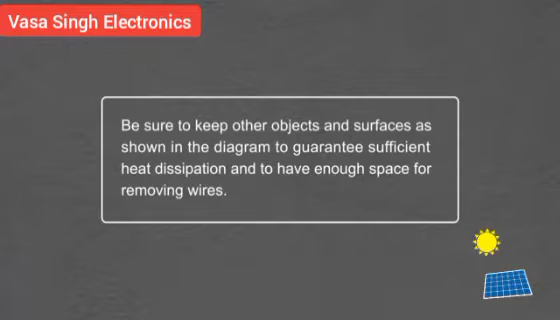 Vasa Singh Electronics
Be sure to keep other objects and surfaces as
shown in the diagram to guarantee sufficient
heat dissipation and to have enough space for
removing wires.